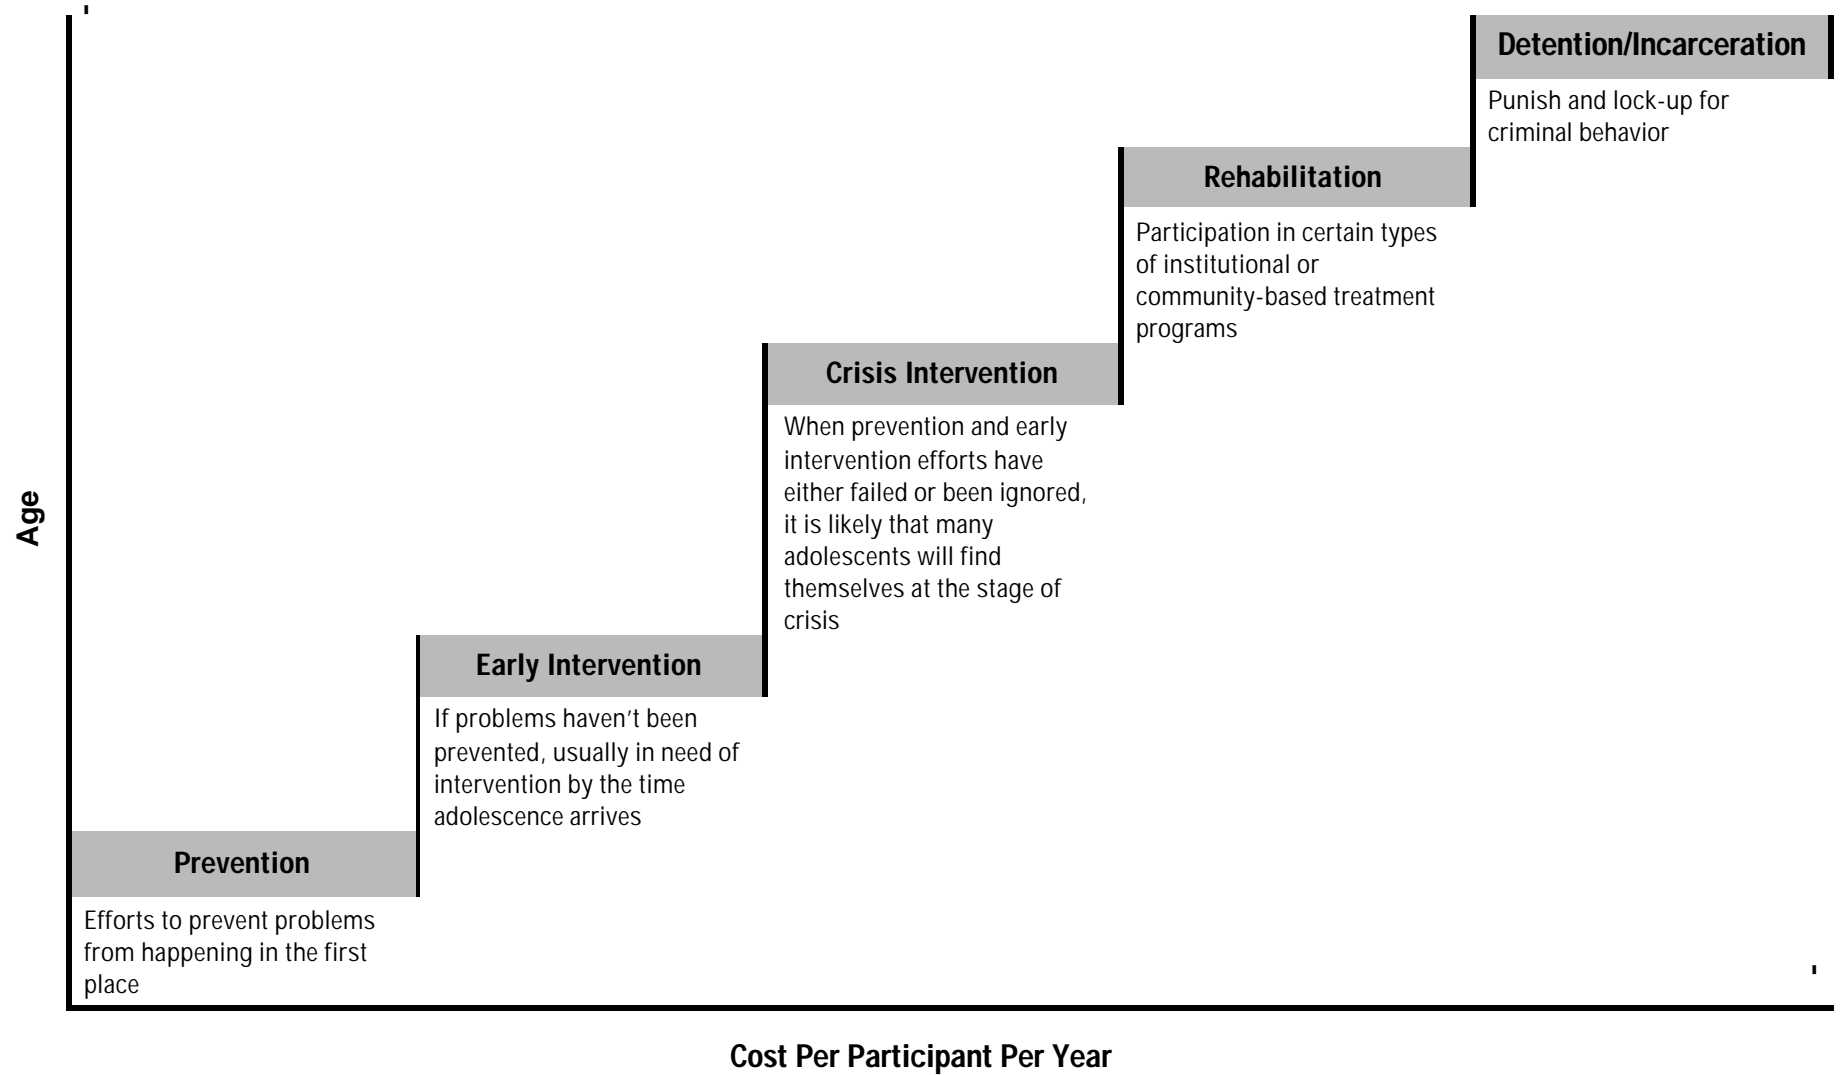 Detention/Incarceration
Punish and lock-up for
criminal behavior
Rehabilitation
Participation in certain types
of institutional or
community-based treatment
programs
Crisis Intervention
When prevention and early
intervention efforts have
either failed or been ignored,
it is likely that many
adolescents will find
themselves at the stage of
crisis
Early Intervention
If problems haven’t been
prevented, usually in need of
intervention by the time
adolescence arrives
Prevention
Efforts to prevent problems
from happening in the first
place
Age
Cost Per Participant Per Year